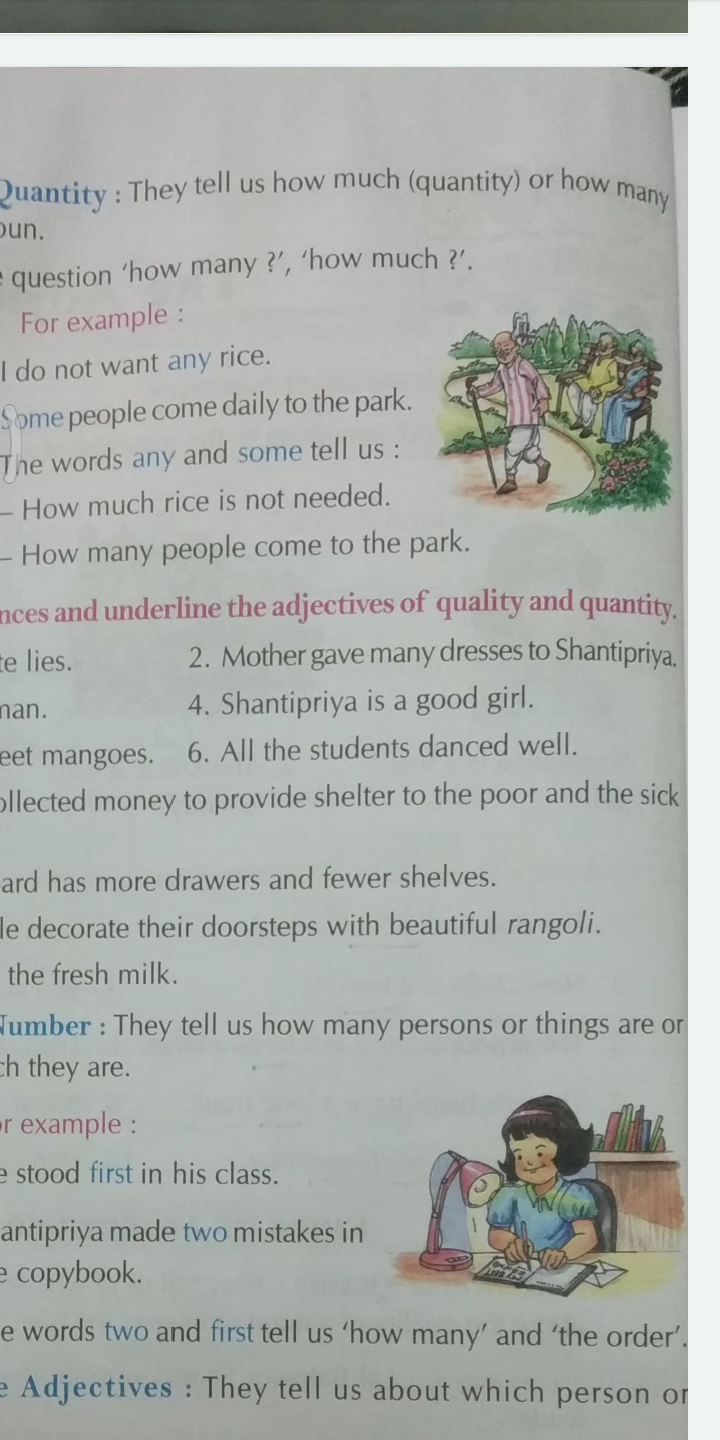 Quantity : They tell us how much (quantity) or how many
oun.
question ‘how many ?’, ‘how much ?’.
For example :
I do not want any rice.
Some people come daily to the park.
The words any and some tell us :
– How much rice is not needed.
– How many people come to the park.
nces and underline the adjectives of quality and quantity.
te lies. 2. Mother gave many dresses to Shantipriya.
man. 4. Shantipriya is a good girl.
eet mangoes. 6. All the students danced well.
ollected money to provide shelter to the poor and the sick
ard has more drawers and fewer shelves.
le decorate their doorsteps with beautiful rangoli.
the fresh milk.
Number : They tell us how many persons or things are or
ch they are.
or example :
e stood first in his class.
antipriya made two mistakes in
e copybook.
e words two and first tell us ‘how many’ and ‘the order’.
e Adjectives : They tell us about which person or